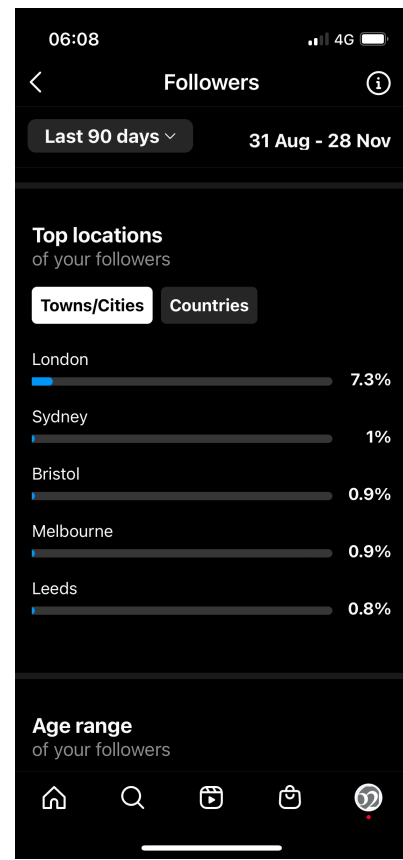 06:08
4G
Followers
Last 90 days
31 Aug - 28 Nov
Top locations
of your followers
Towns/Cities
Countries
London
7.3%
Sydney
1%
Bristol
0.9%
Melbourne
0.9%
Leeds
0.8%
Age range
of your followers